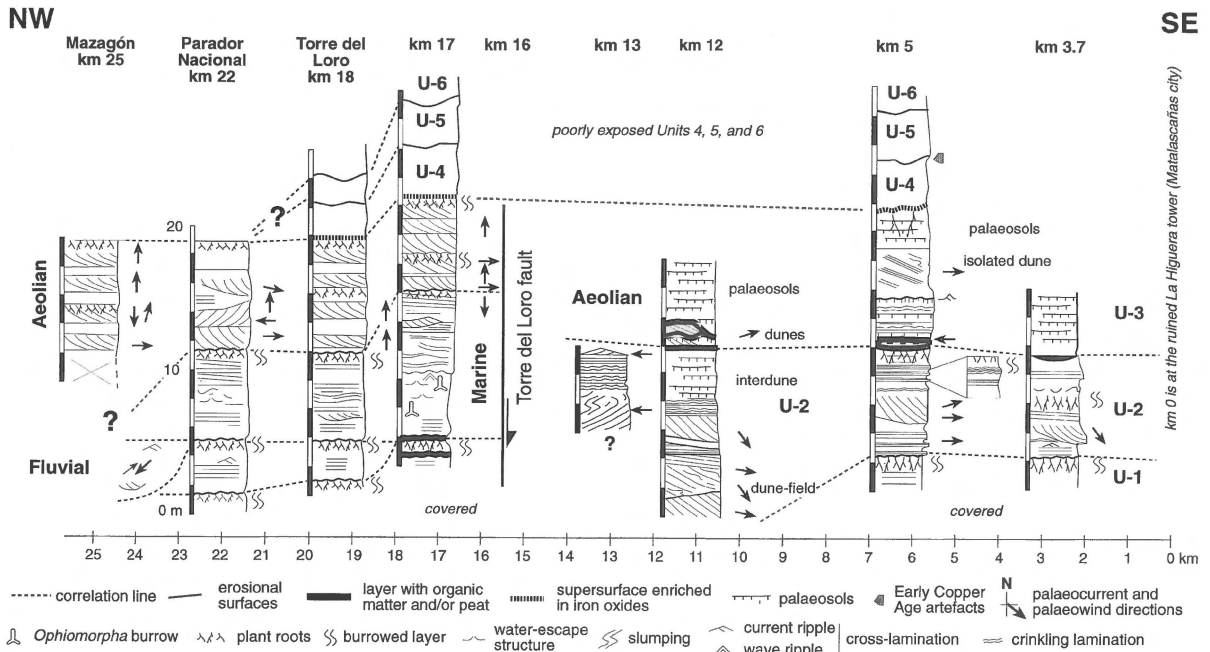 NW
SE
Mazagón
km 25
Parador
Nacional
km 22
Torre del
Loro
km 18
km 17
km 16
km 13
km 12
km 5
km 3.7
U-6
U-5
U-4
poorly exposed Units 4, 5, and 6
U-6
U-5
U-4
km 0 is at the ruined La Higuera tower (Matalascañas city)
?
20
palaeosols
isolated dune
Aeolian
Torre del Loro fault
Aeolian
palaeosols
dunes
U-3
Marine
10
interdune
U-2
U-2
?
?
Fluvial
dune-field
U-1
0 m
covered
covered
25 24 23 22 21 20 19 18 17 16 15 14 13 12 11 10 9 8 7 6 5 4 3 2 1 0 km
correlation line
erosional
surfaces
layer with organic
matter and/or peat
supersurface enriched
in iron oxides
palaeosols
Early Copper
Age artefacts
N
palaeocurrent and
palaeowind directions
Ophiomorpha burrow
plant roots
burrowed layer
water-escape
structure
slumping
current ripple
wave ripple
cross-lamination
crinkling lamination